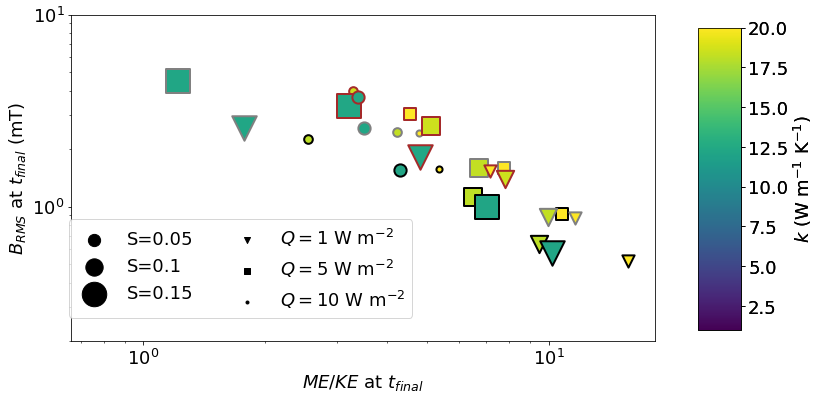 10¹
10⁰
B_RMS at t_final (mT)
S=0.05
S=0.1
S=0.15
Q = 1 W m⁻²
Q = 5 W m⁻²
Q = 10 W m⁻²
10⁰
10¹
ME/KE at t_final
20.0
17.5
15.0
12.5
10.0
7.5
5.0
2.5
k (W m⁻¹ K⁻¹)